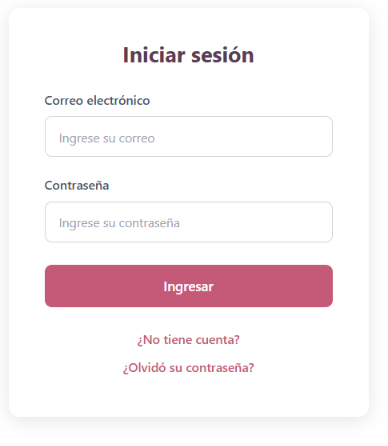 Iniciar sesión
Correo electrónico
Ingrese su correo
Contraseña
Ingrese su contraseña
Ingresar
¿No tiene cuenta?
¿Olvidó su contraseña?